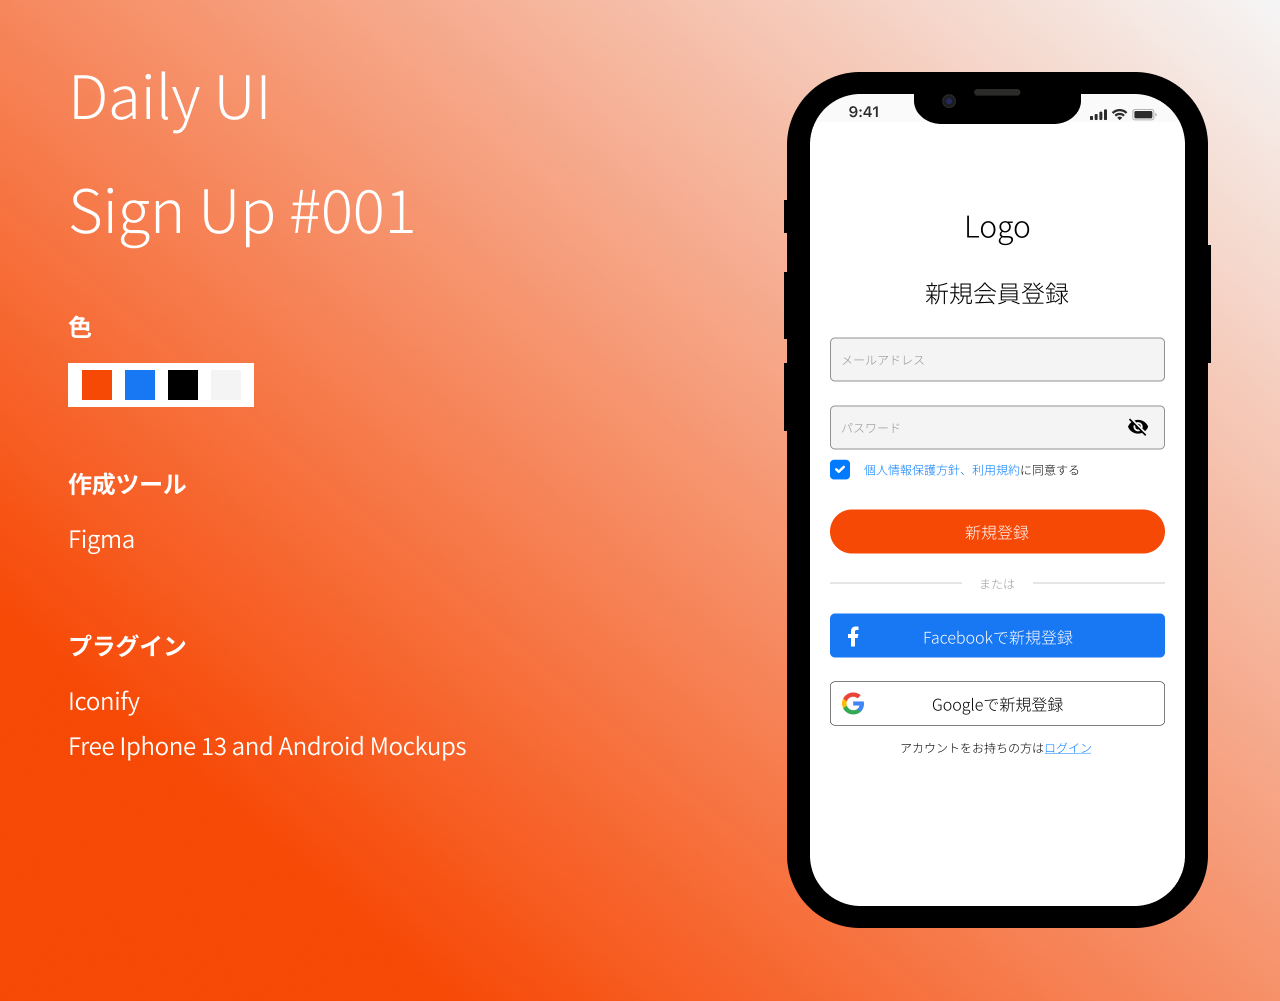 Daily UI
Sign Up #001
色
作成ツール
Figma
プラグイン
Iconify
Free Iphone 13 and Android Mockups
9:41
Logo
新規会員登録
メールアドレス
パスワード
個人情報保護方針、利用規約に同意する
新規登録
または
Facebookで新規登録
Googleで新規登録
アカウントをお持ちの方はログイン